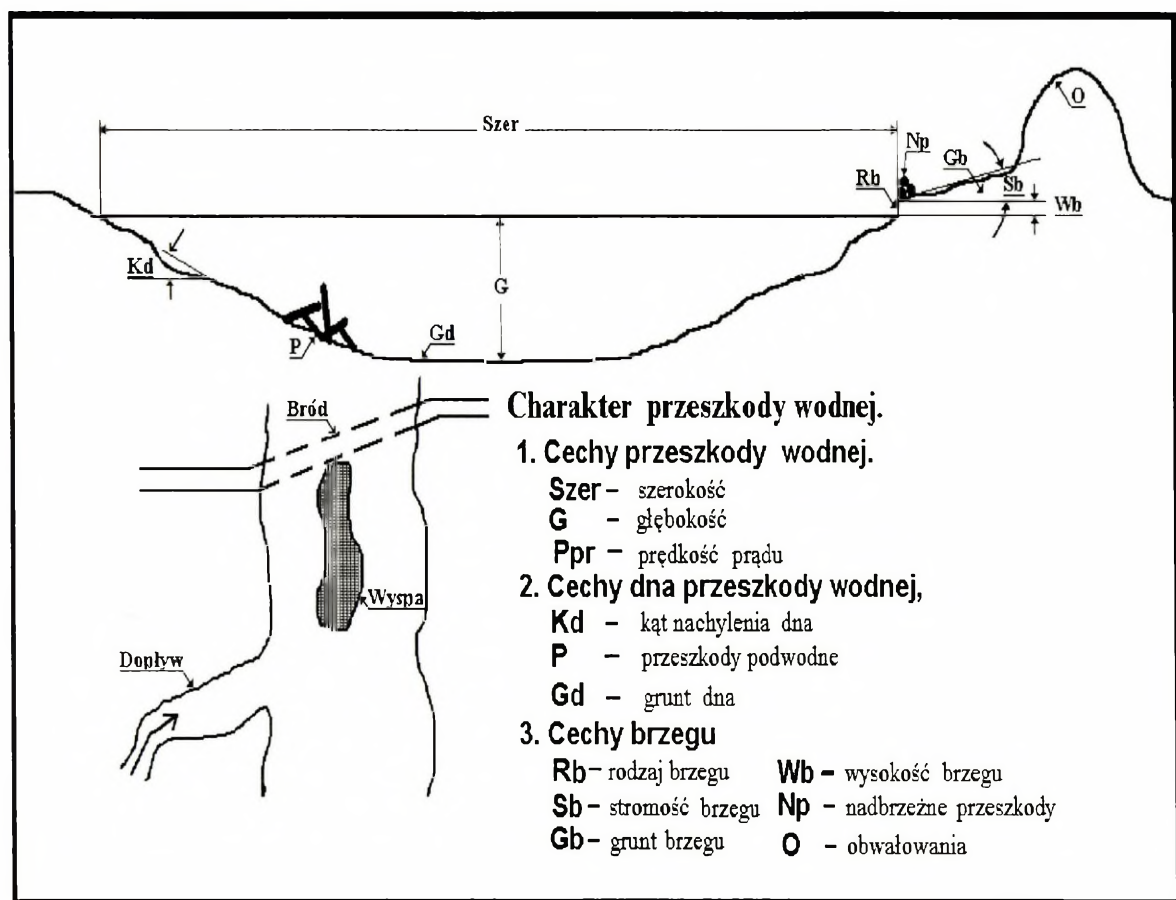 Szer
O
Np
Gb
Rb
Sb
Wb
Kd
G
P
Gd
Bród
Wyspa
Dopływ
Charakter przeszkody wodnej.
1. Cechy przeszkody wodnej.
Szer – szerokość
G – głębokość
Ppr – prędkość prądu
2. Cechy dna przeszkody wodnej,
Kd – kąt nachylenia dna
P – przeszkody podwodne
Gd – grunt dna
3. Cechy brzegu
Rb – rodzaj brzegu Wb – wysokość brzegu
Sb – stromość brzegu Np – nadbrzeżne przeszkody
Gb – grunt brzegu O – obwałowania